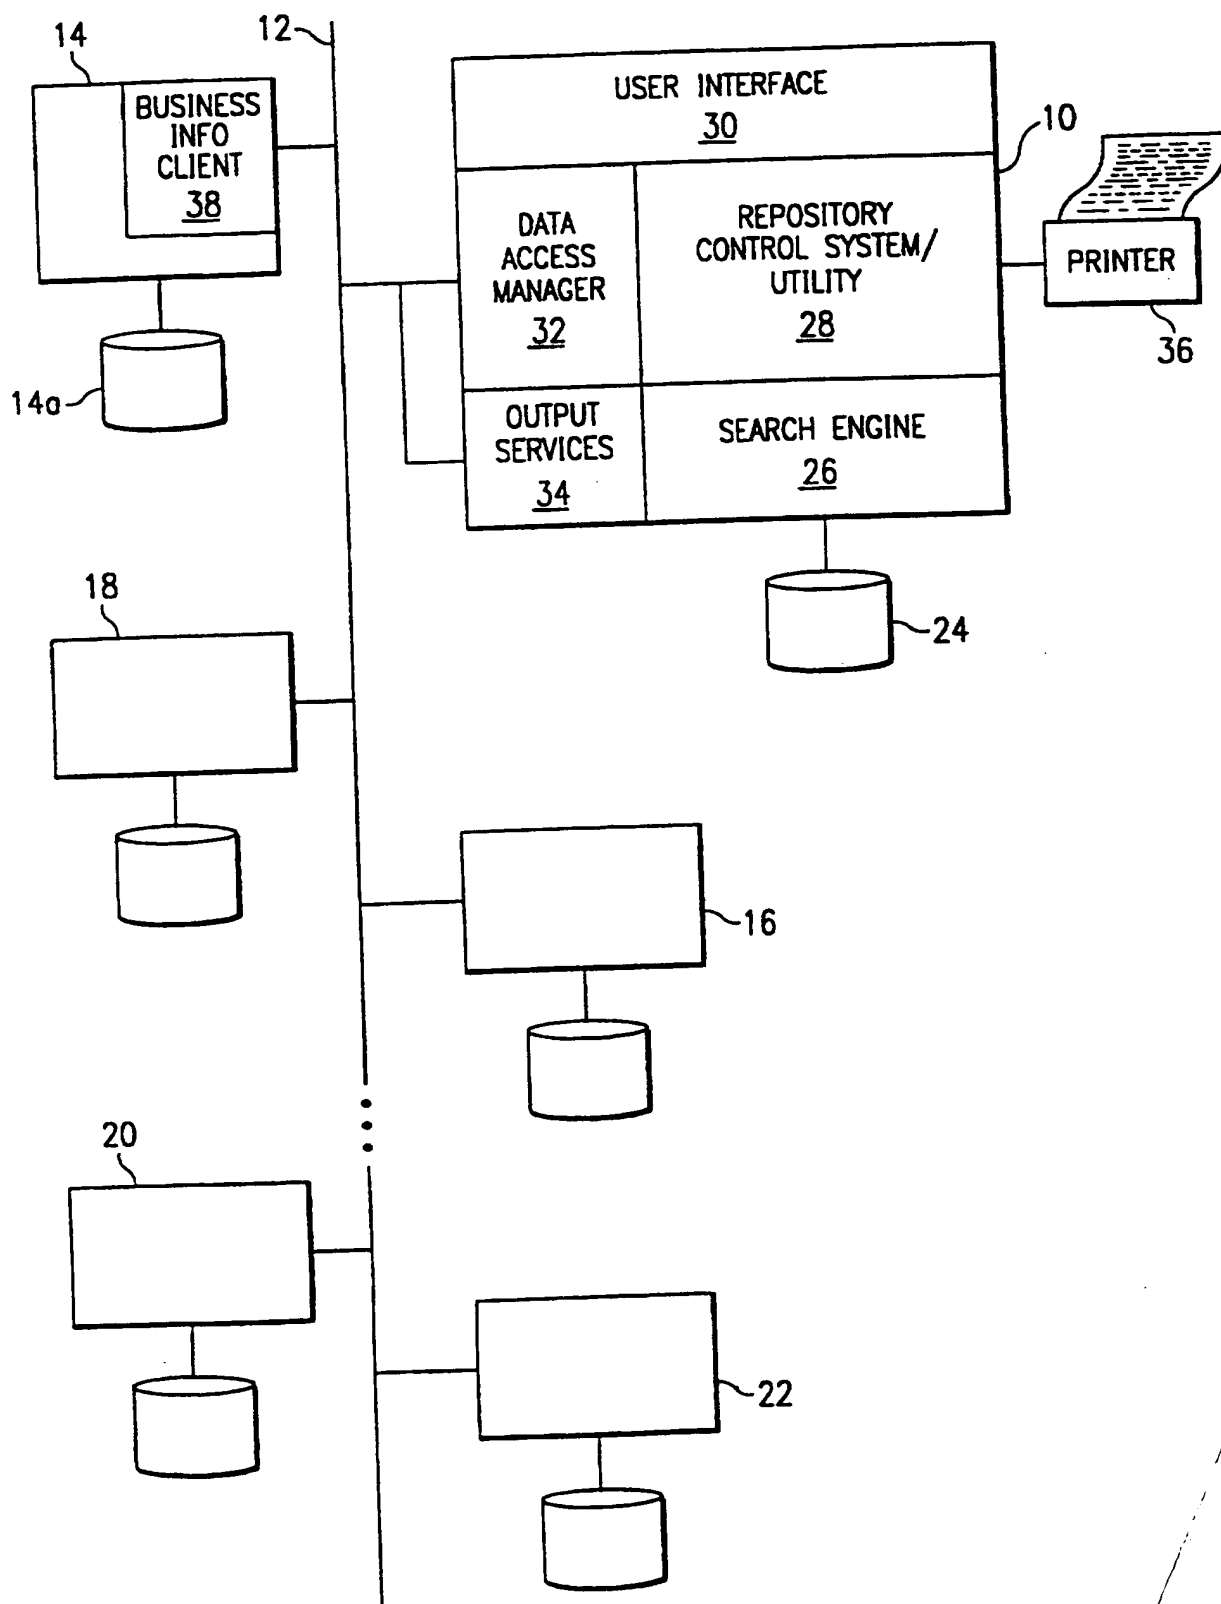 14
12
BUSINESS
INFO
CLIENT
38
USER INTERFACE
30
10
DATA
ACCESS
MANAGER
32
REPOSITORY
CONTROL SYSTEM/
UTILITY
28
PRINTER
36
14a
OUTPUT
SERVICES
34
SEARCH ENGINE
26
18
24
16
20
22